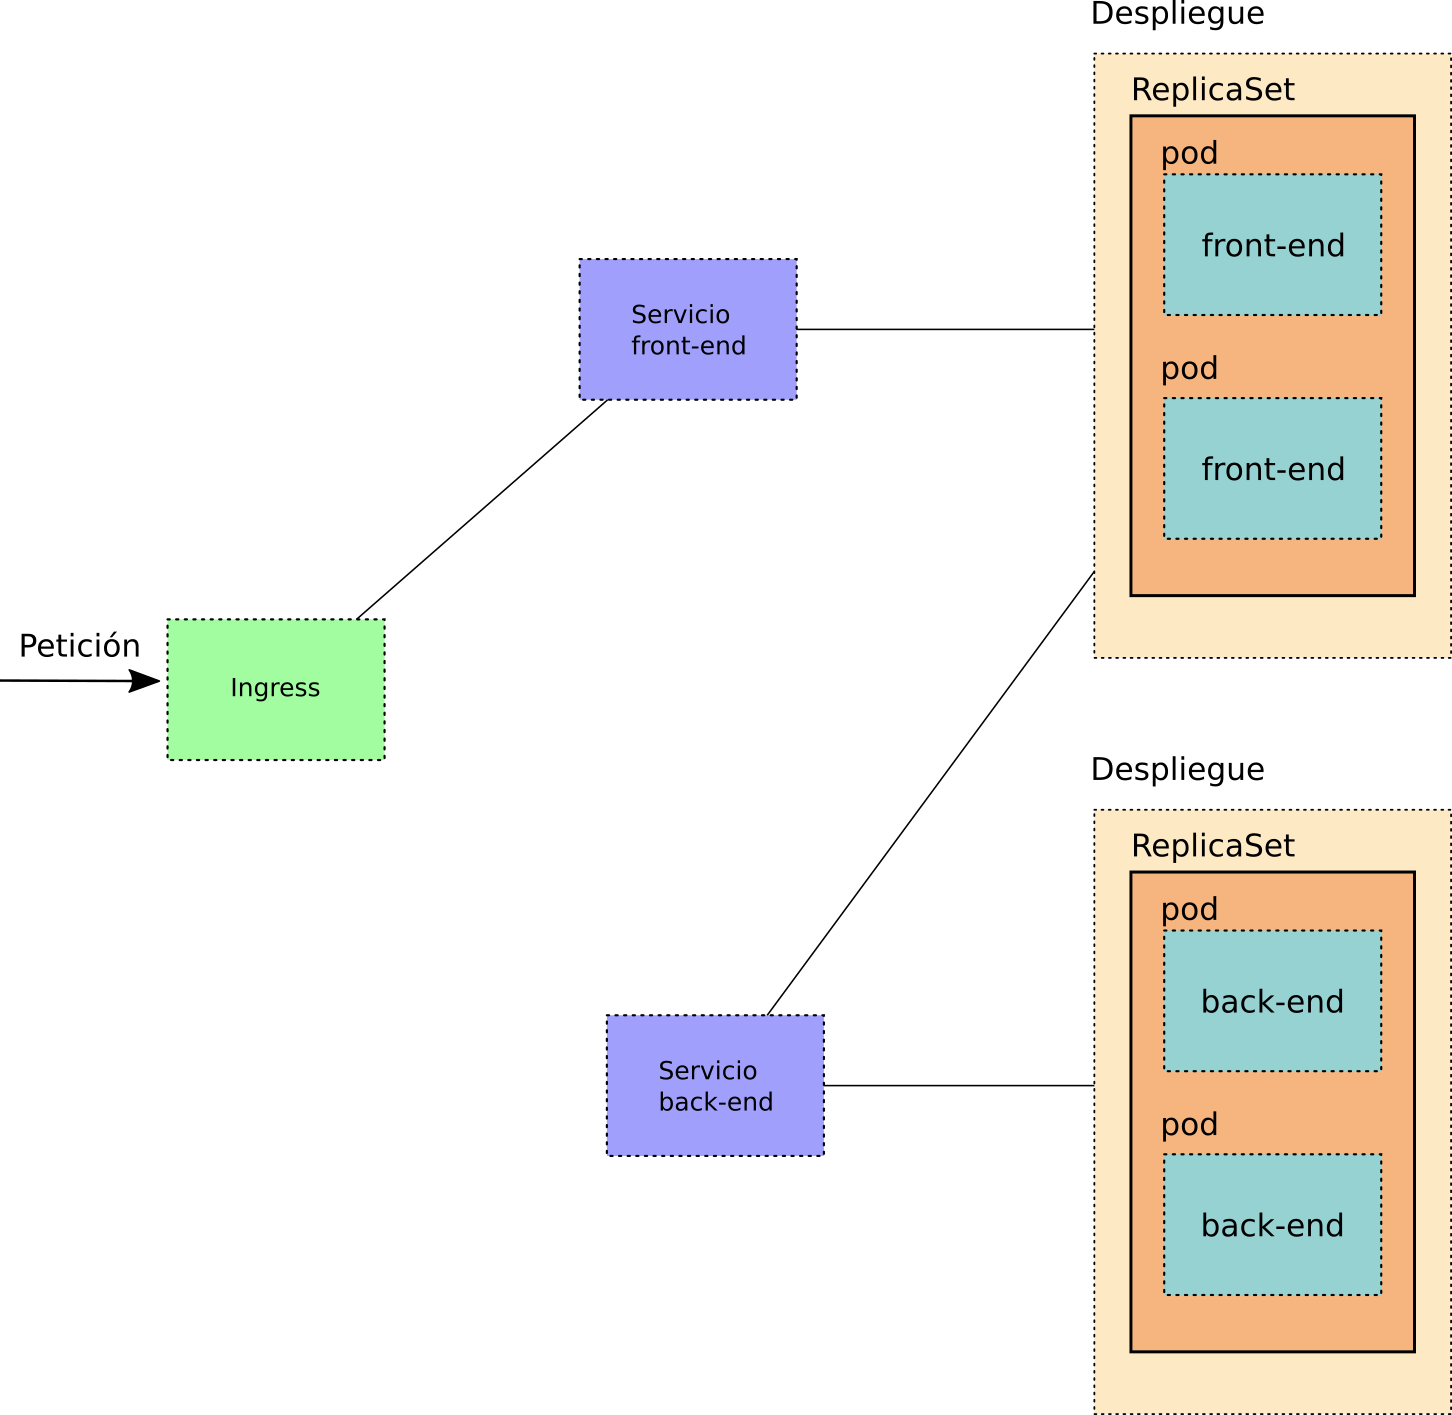 Despliegue
ReplicaSet
pod
front-end
pod
front-end
Servicio
front-end
Petición
Ingress
Despliegue
ReplicaSet
pod
back-end
pod
back-end
Servicio
back-end